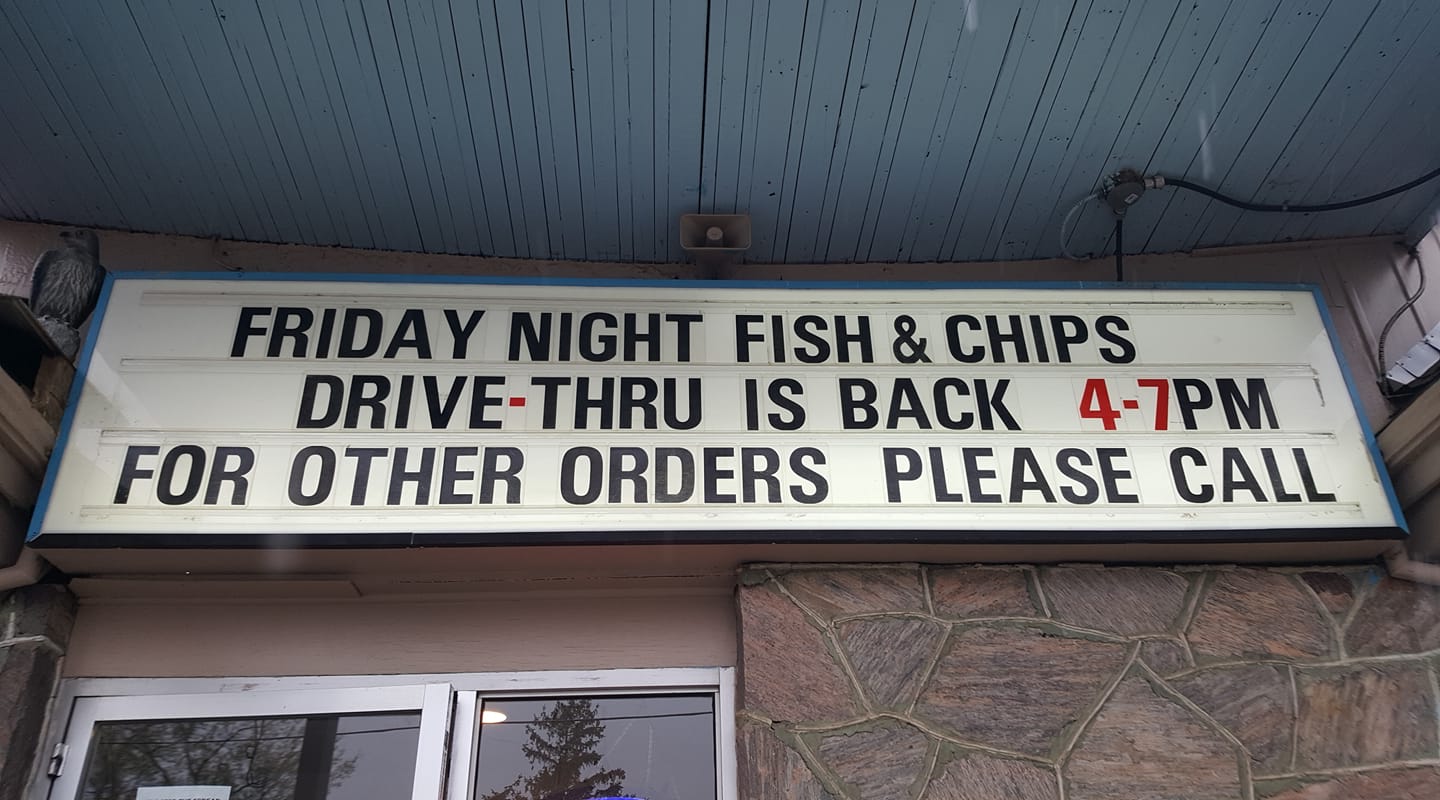 FRIDAY NIGHT FISH & CHIPS
DRIVE-THRU IS BACK 4-7PM
FOR OTHER ORDERS PLEASE CALL